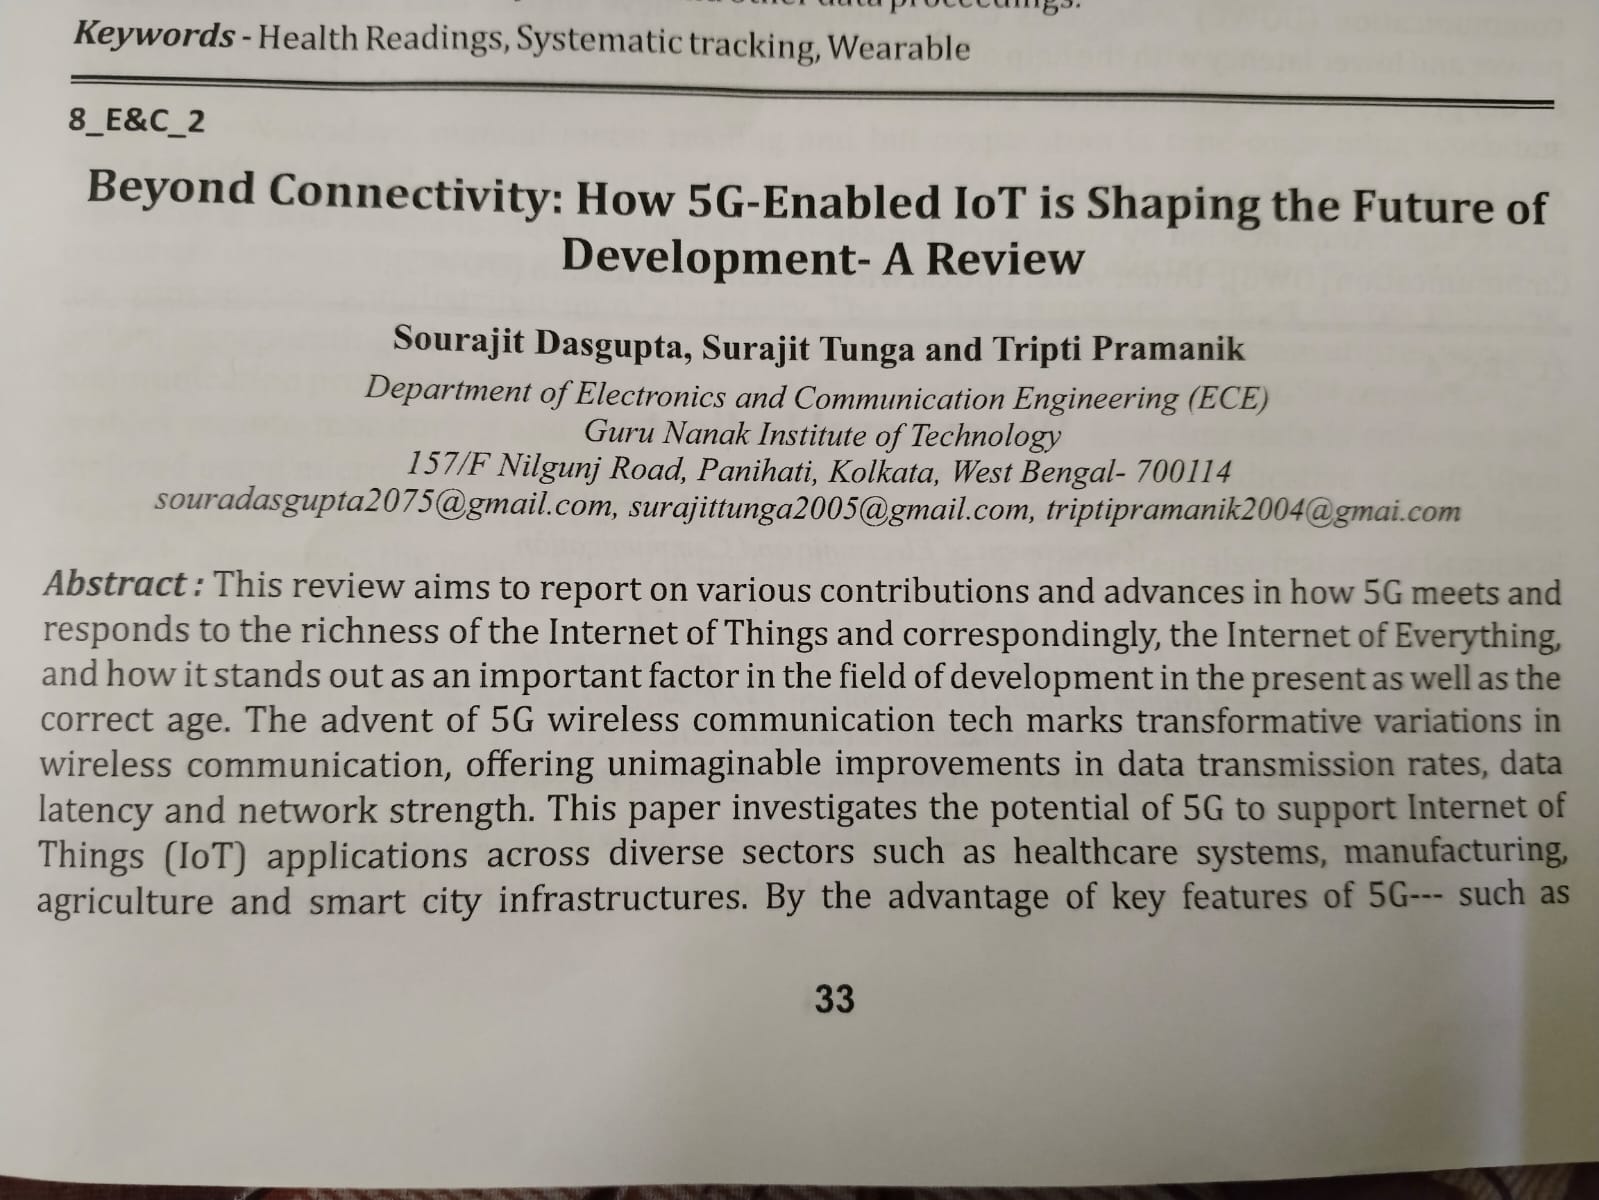 proceedings.
Keywords - Health Readings, Systematic tracking, Wearable
8_E&C_2
Beyond Connectivity: How 5G-Enabled IoT is Shaping the Future of
Development- A Review
Sourajit Dasgupta, Surajit Tunga and Tripti Pramanik
Department of Electronics and Communication Engineering (ECE)
Guru Nanak Institute of Technology
157/F Nilgunj Road, Panihati, Kolkata, West Bengal- 700114
souradasgupta2075@gmail.com, surajittunga2005@gmail.com, triptipramanik2004@gmai.com
Abstract : This review aims to report on various contributions and advances in how 5G meets and
responds to the richness of the Internet of Things and correspondingly, the Internet of Everything,
and how it stands out as an important factor in the field of development in the present as well as the
correct age. The advent of 5G wireless communication tech marks transformative variations in
wireless communication, offering unimaginable improvements in data transmission rates, data
latency and network strength. This paper investigates the potential of 5G to support Internet of
Things (IoT) applications across diverse sectors such as healthcare systems, manufacturing,
agriculture and smart city infrastructures. By the advantage of key features of 5G--- such as
33